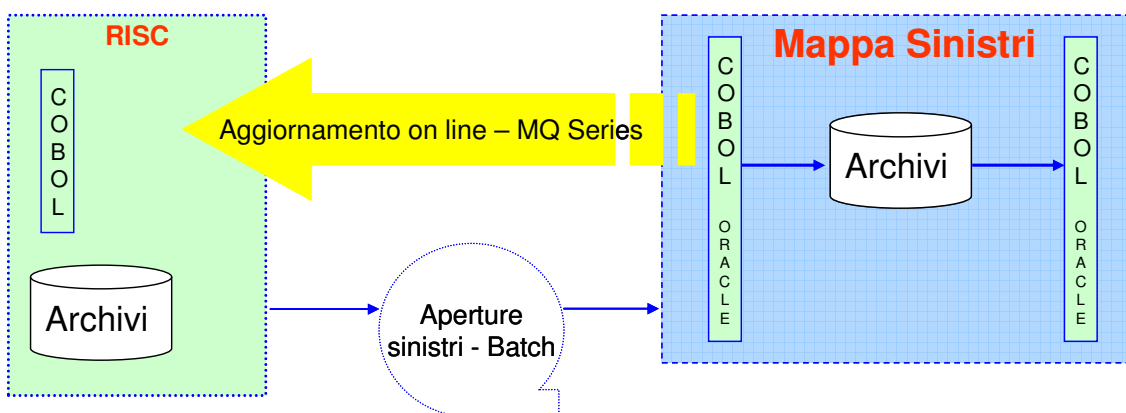 RISC
COBOL
Archivi
Aggiornamento on line – MQ Series
Aperture
sinistri - Batch
Mappa Sinistri
COBOL ORACLE
Archivi
COBOL ORACLE